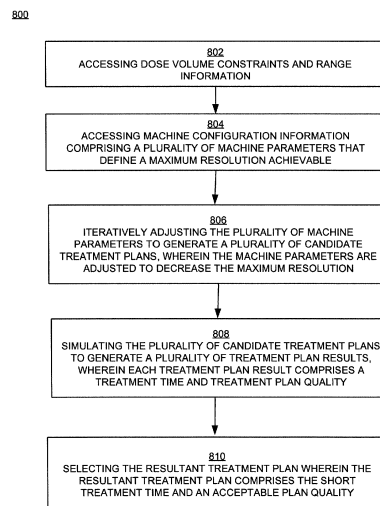 800
802
ACCESSING DOSE VOLUME CONSTRAINTS AND RANGE
INFORMATION
804
ACCESSING MACHINE CONFIGURATION INFORMATION
COMPRISING A PLURALITY OF MACHINE PARAMETERS THAT
DEFINE A MAXIMUM RESOLUTION ACHIEVABLE
806
ITERATIVELY ADJUSTING THE PLURALITY OF MACHINE
PARAMETERS TO GENERATE A PLURALITY OF CANDIDATE
TREATMENT PLANS, WHEREIN THE MACHINE PARAMETERS ARE
ADJUSTED TO DECREASE THE MAXIMUM RESOLUTION
808
SIMULATING THE PLURALITY OF CANDIDATE TREATMENT PLANS
TO GENERATE A PLURALITY OF TREATMENT PLAN RESULTS,
WHEREIN EACH TREATMENT PLAN RESULT COMPRISES A
TREATMENT TIME AND TREATMENT PLAN QUALITY
810
SELECTING THE RESULTANT TREATMENT PLAN WHEREIN THE
RESULTANT TREATMENT PLAN COMPRISES THE SHORT
TREATMENT TIME AND AN ACCEPTABLE PLAN QUALITY